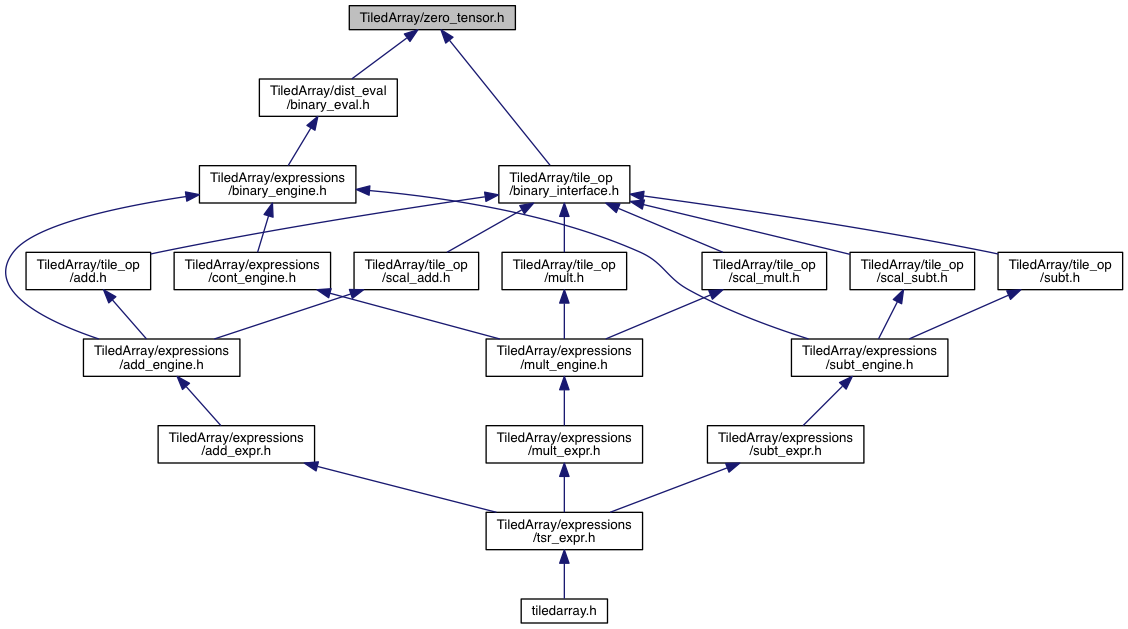 TiledArray/zero_tensor.h
TiledArray/dist_eval
/binary_eval.h
TiledArray/expressions
/binary_engine.h
TiledArray/tile_op
/binary_interface.h
TiledArray/tile_op
/add.h
TiledArray/expressions
/cont_engine.h
TiledArray/tile_op
/scal_add.h
TiledArray/tile_op
/mult.h
TiledArray/tile_op
/scal_mult.h
TiledArray/tile_op
/scal_subt.h
TiledArray/tile_op
/subt.h
TiledArray/expressions
/add_engine.h
TiledArray/expressions
/mult_engine.h
TiledArray/expressions
/subt_engine.h
TiledArray/expressions
/add_expr.h
TiledArray/expressions
/mult_expr.h
TiledArray/expressions
/subt_expr.h
TiledArray/expressions
/tsr_expr.h
tiledarray.h